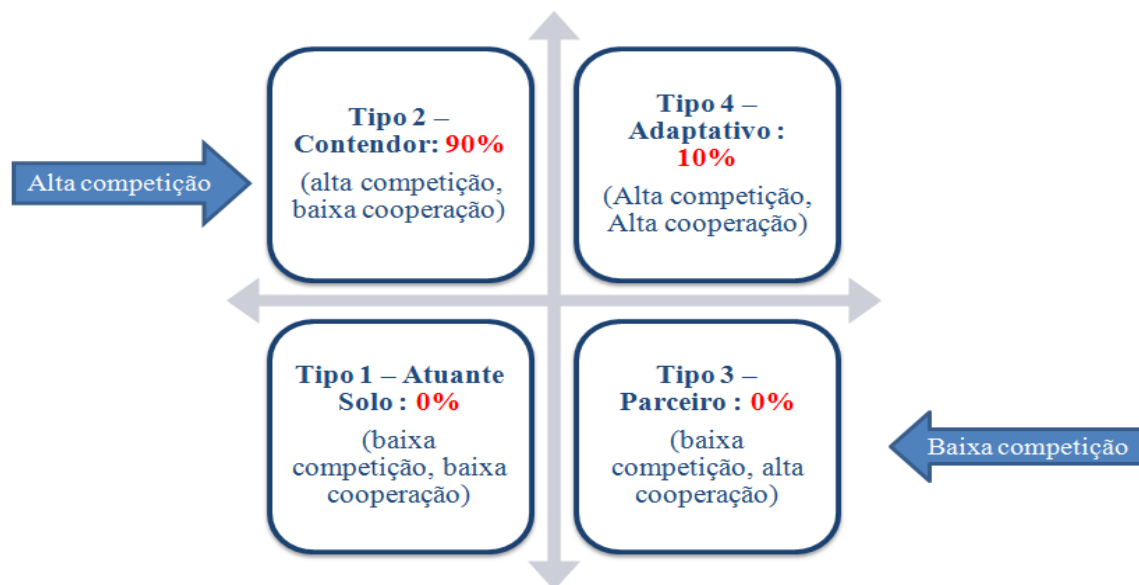 Alta competição
Tipo 2 –
Contendor: 90%
(alta competição,
baixa cooperação)
Tipo 4 –
Adaptativo :
10%
(Alta competição,
Alta cooperação)
Tipo 1 – Atuante
Solo : 0%
(baixa
competição, baixa
cooperação)
Tipo 3 –
Parceiro : 0%
(baixa
competição, alta
cooperação)
Baixa competição